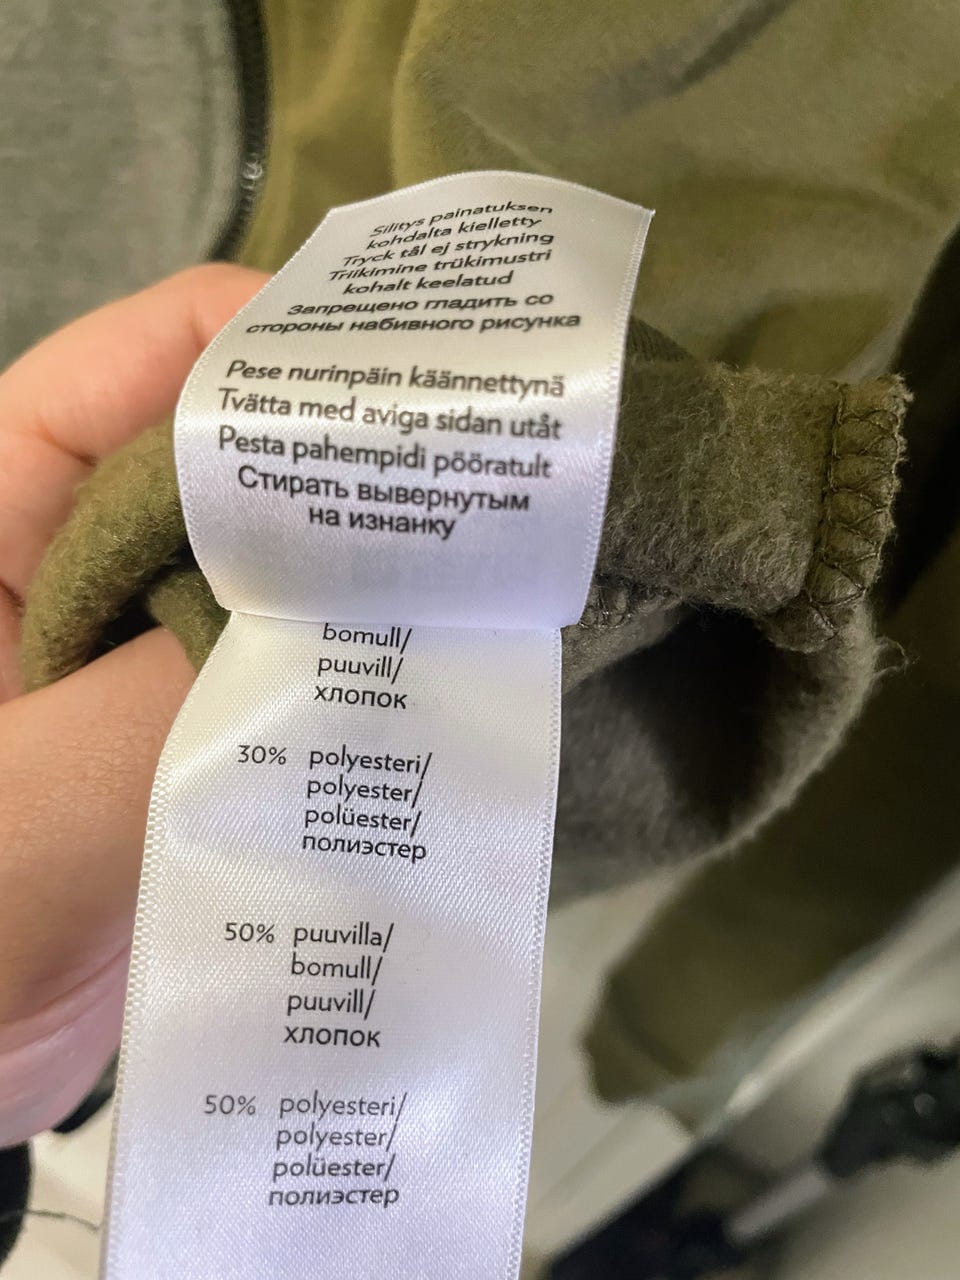 Silitys painatuksen
kohdalta kielletty
Tryck tål ej strykning
Triikimine trükimustri
kohalt keelatud
Запрещено гладить со
стороны набивного рисунка
Pese nurinpäin käännettynä
Tvätta med aviga sidan utåt
Pesta pahempidi pööratult
Стирать вывернутым
на изнанку
bomull/
puuvill/
хлопок
30% polyesteri/
polyester/
polüester/
полиэстер
50% puuvilla/
bomull/
puuvill/
хлопок
50% polyesteri/
polyester/
polüester/
полиэстер